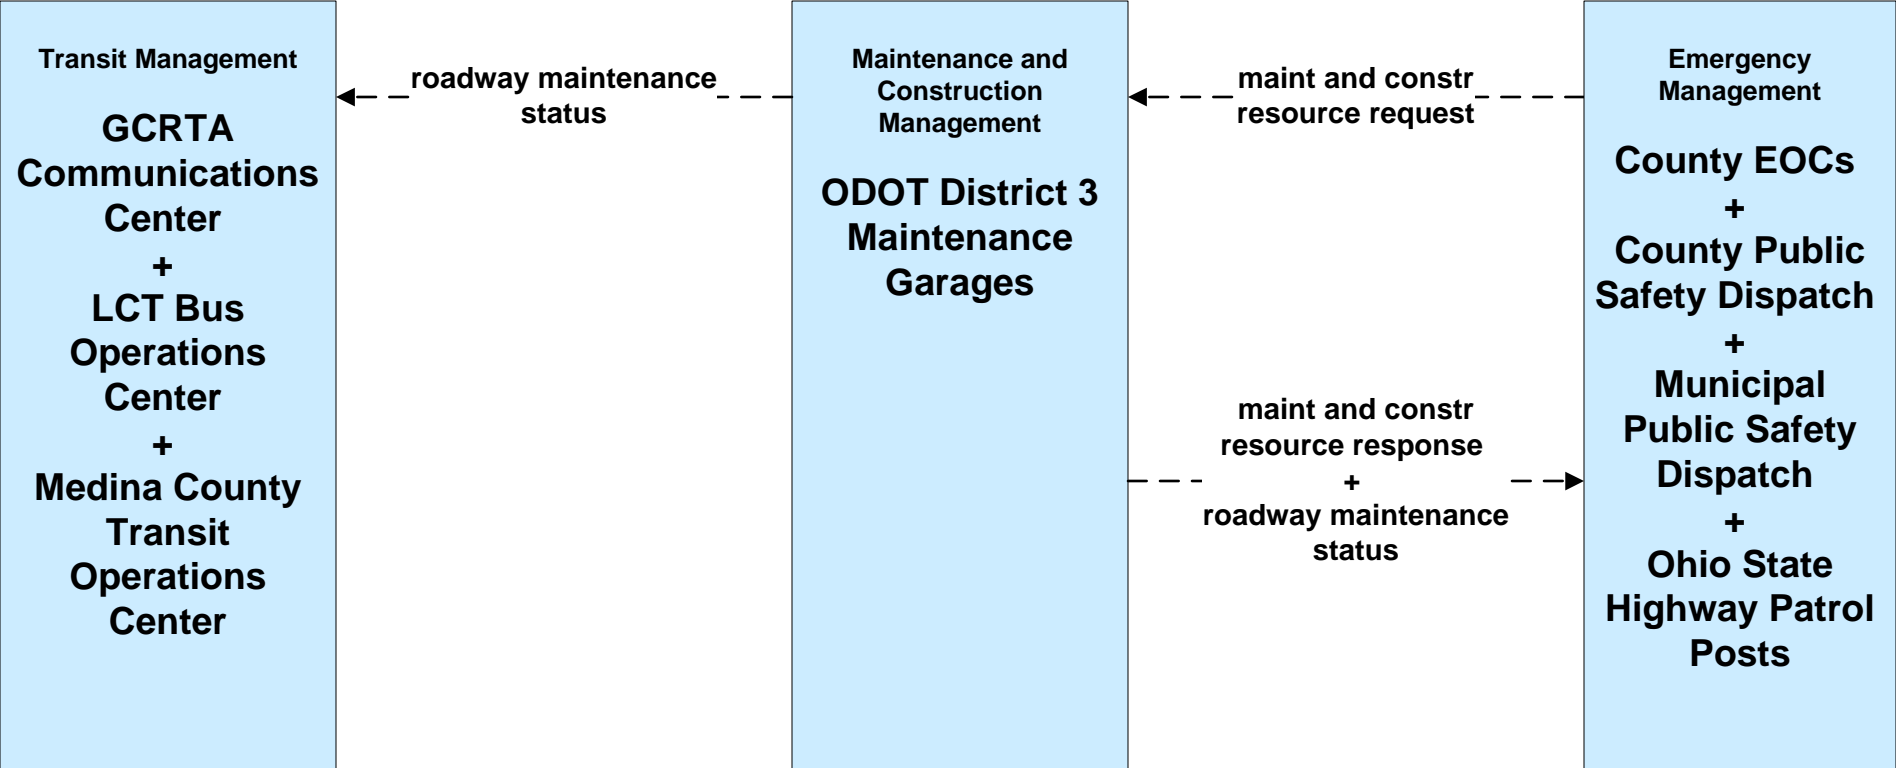 Transit Management
GCRTA
Communications
Center
+
LCT Bus
Operations
Center
+
Medina County
Transit
Operations
Center
roadway maintenance
status
Maintenance and
Construction
Management
ODOT District 3
Maintenance
Garages
maint and constr
resource request
maint and constr
resource response
+
roadway maintenance
status
Emergency
Management
County EOCs
+
County Public
Safety Dispatch
+
Municipal
Public Safety
Dispatch
+
Ohio State
Highway Patrol
Posts